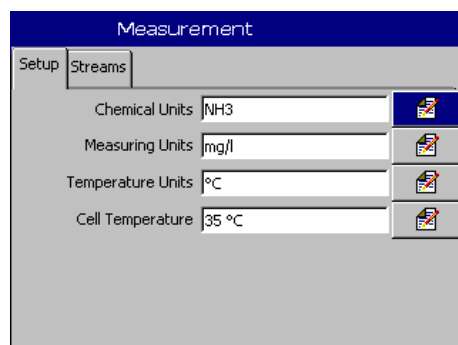 Measurement
Setup Streams
Chemical Units NH3
Measuring Units mg/l
Temperature Units °C
Cell Temperature 35 °C